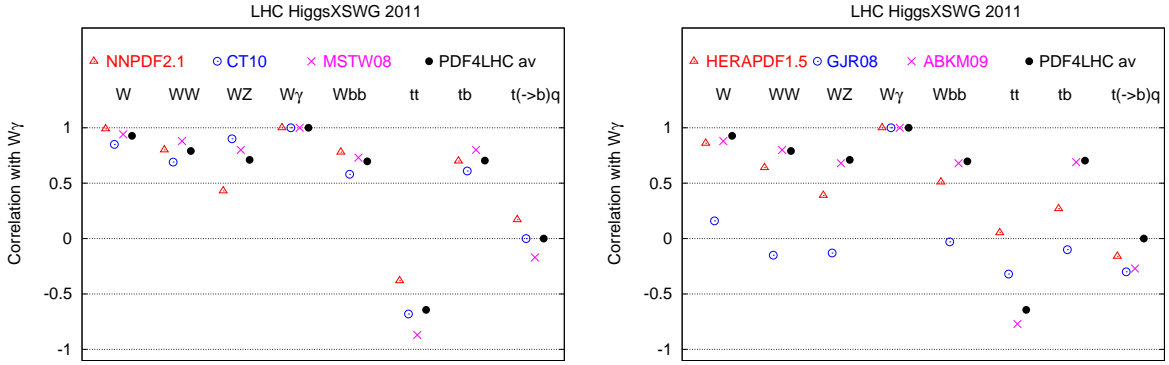 LHC HiggsXSWG 2011
NNPDF2.1 CT10 MSTW08 PDF4LHC av
W WW WZ Wγ Wbb tt tb t(->b)q
1
0.5
0
-0.5
-1
Correlation with Wγ
LHC HiggsXSWG 2011
HERAPDF1.5 GJR08 ABKM09 PDF4LHC av
W WW WZ Wγ Wbb tt tb t(->b)q
1
0.5
0
-0.5
-1
Correlation with Wγ